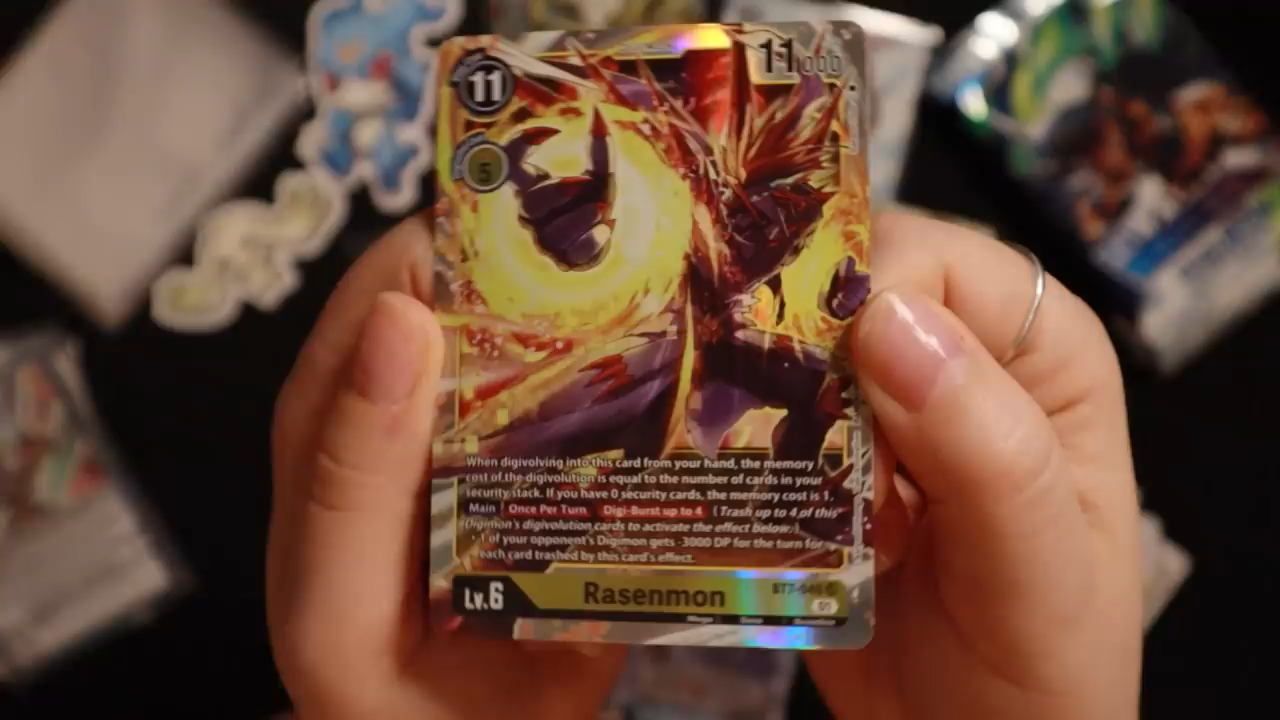 11
11000
5
When digivolving into this card from your hand, the memory
cost of the digivolution is equal to the number of cards in your
security stack. If you have 0 security cards, the memory cost is 1.
Main Once Per Turn Digi-Burst up to 4 (Trash up to 4 of this
Digimon's digivolution cards to activate the effect below.)
・1 of your opponent's Digimon gets -3000 DP for the turn for
each card trashed by this card's effect.
Lv.6 Rasenmon